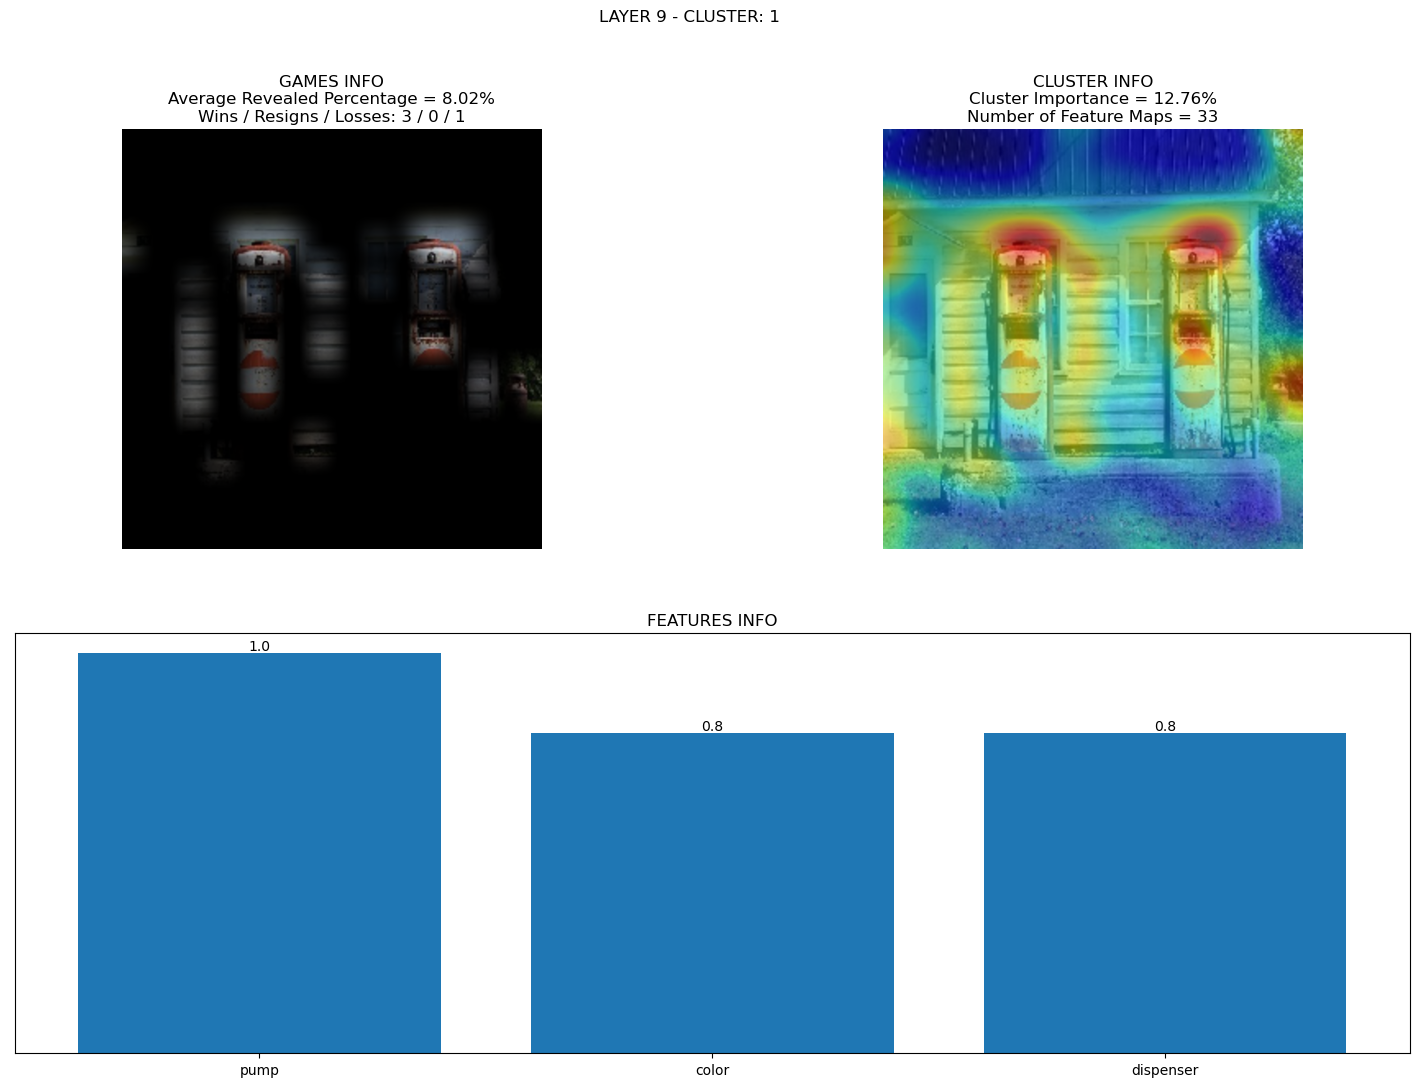 LAYER 9 - CLUSTER: 1
GAMES INFO
Average Revealed Percentage = 8.02%
Wins / Resigns / Losses: 3 / 0 / 1
CLUSTER INFO
Cluster Importance = 12.76%
Number of Feature Maps = 33
FEATURES INFO
1.0
0.8
0.8
pump
color
dispenser